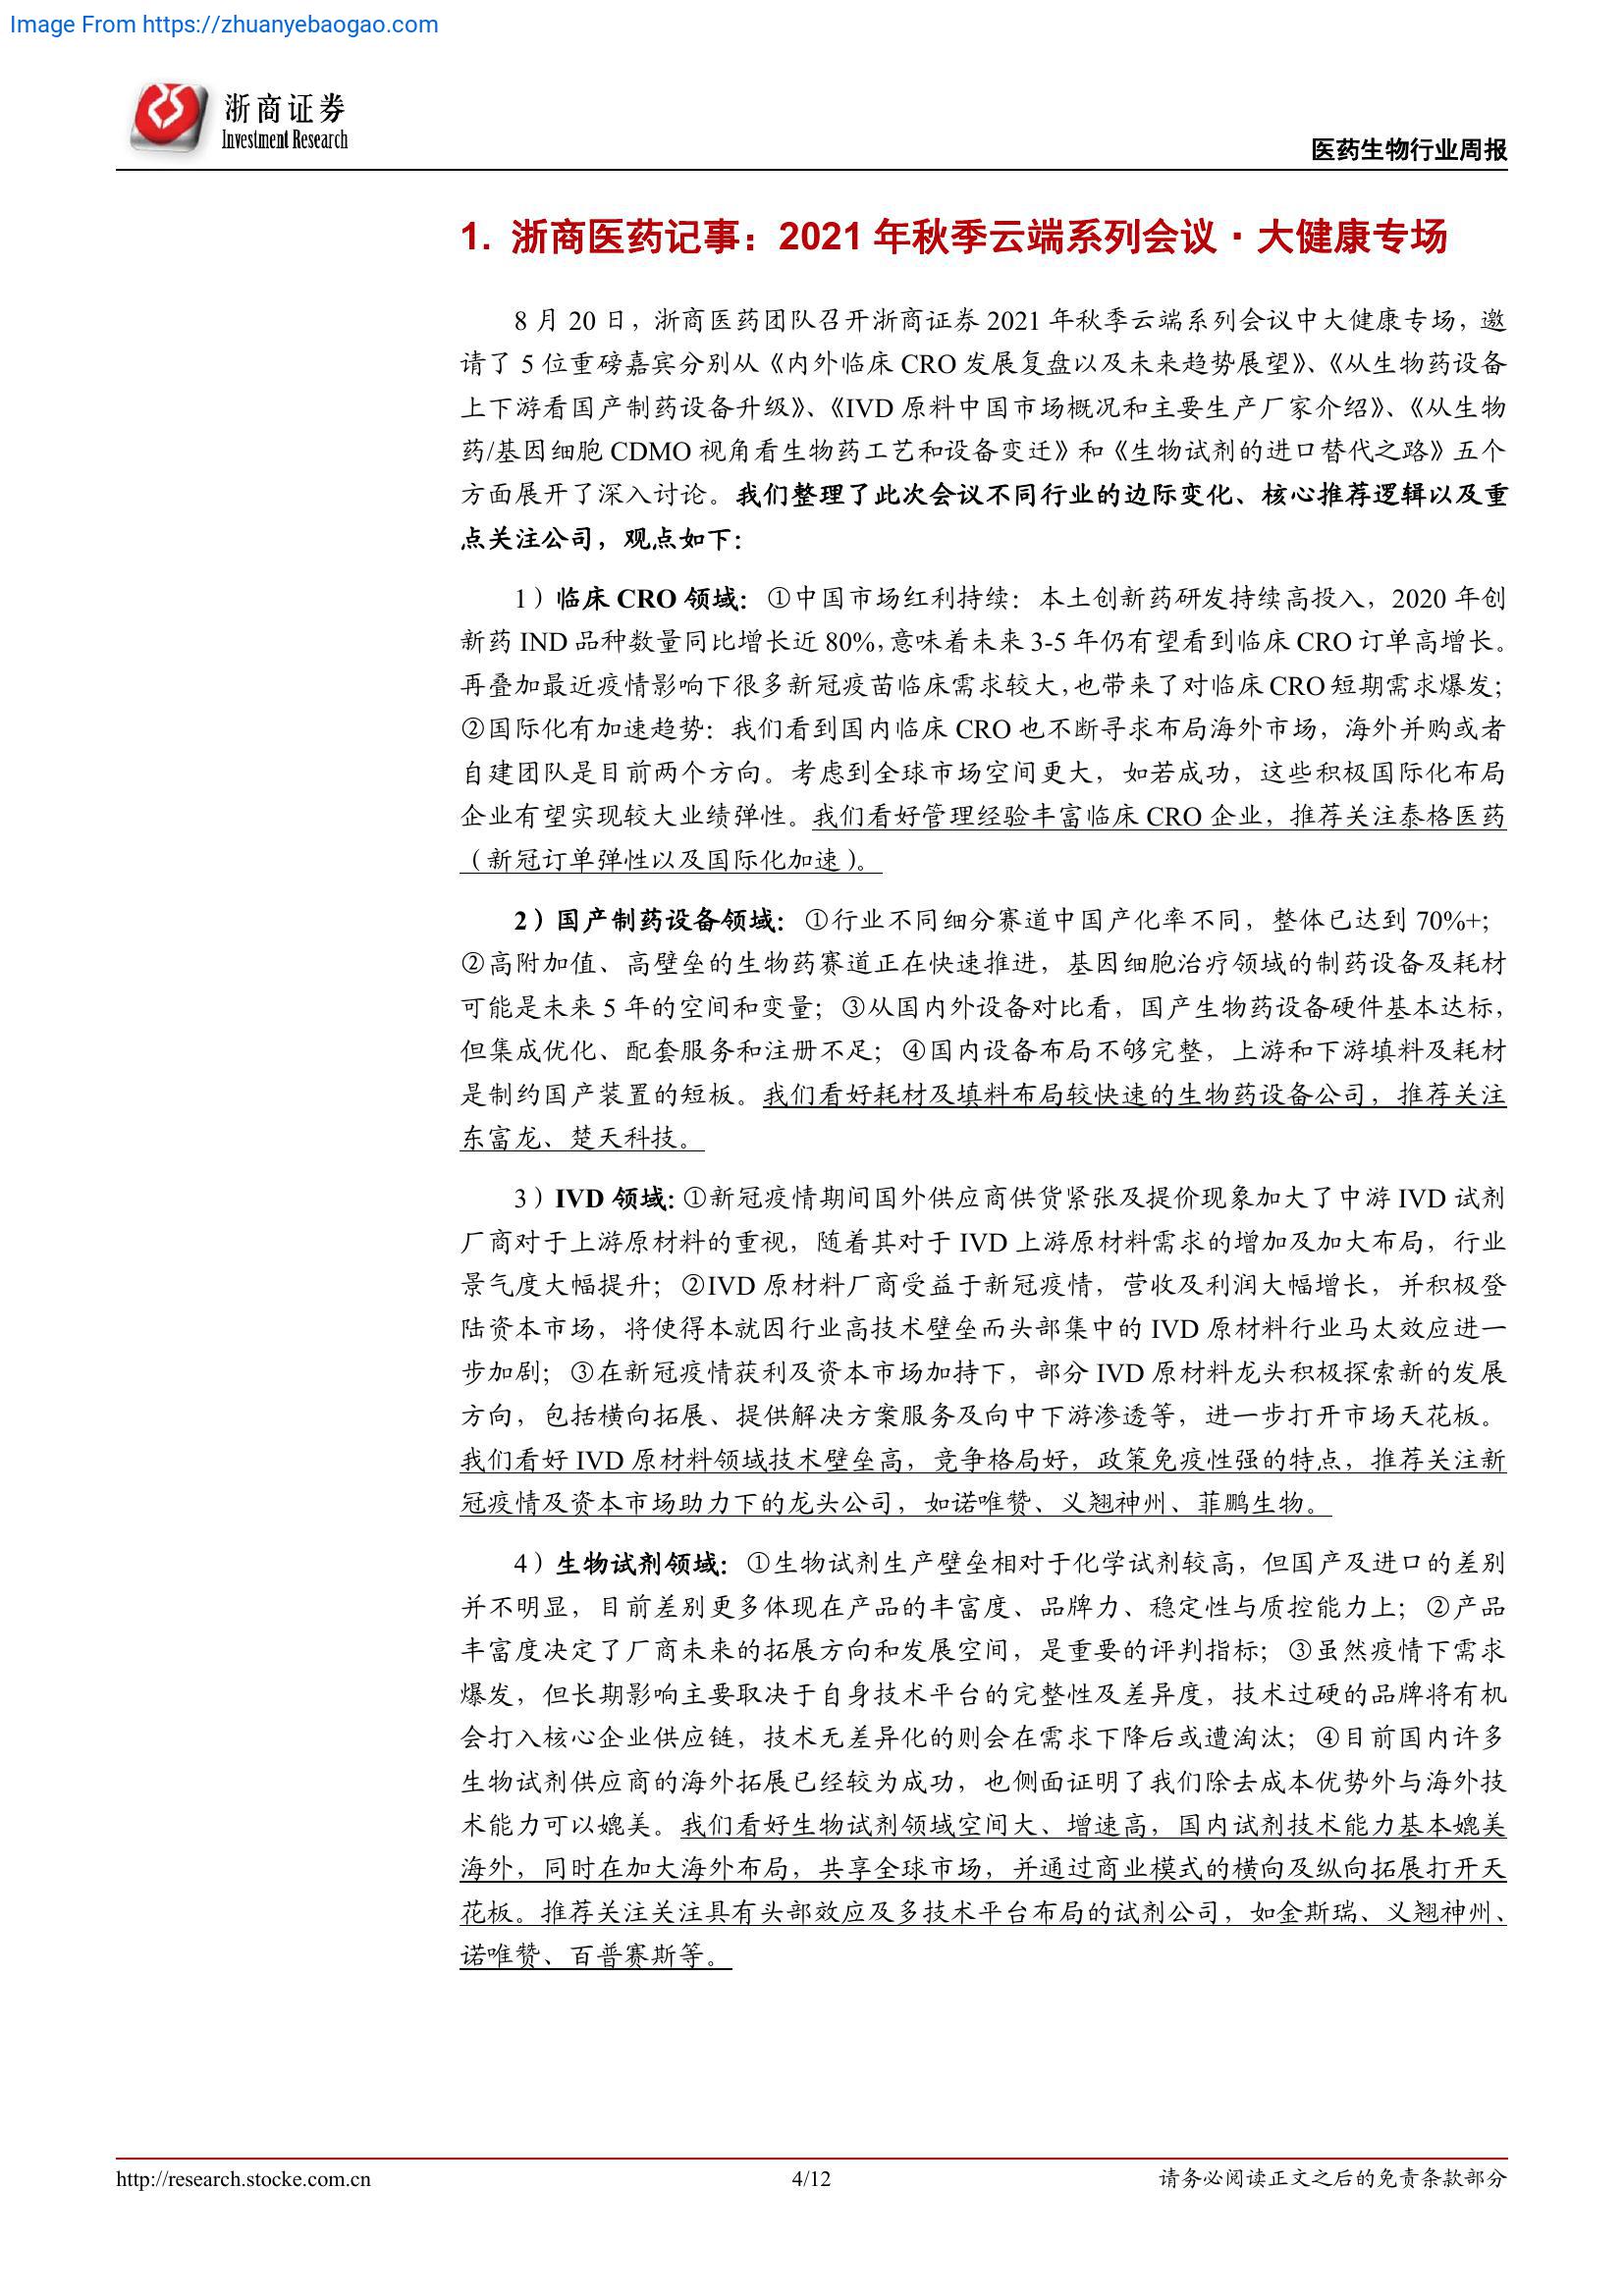 Image From https://zhuanyebaogao.com
浙商证券
Investment Research
医药生物行业周报
1. 浙商医药记事：2021 年秋季云端系列会议·大健康专场
8 月 20 日，浙商医药团队召开浙商证券 2021 年秋季云端系列会议中大健康专场，邀
请了 5 位重磅嘉宾分别从《内外临床 CRO 发展复盘以及未来趋势展望》、《从生物药设备
上下游看国产制药设备升级》、《IVD 原料中国市场概况和主要生产厂家介绍》、《从生物
药/基因细胞 CDMO 视角看生物药工艺和设备变迁》和《生物试剂的进口替代之路》五个
方面展开了深入讨论。我们整理了此次会议不同行业的边际变化、核心推荐逻辑以及重
点关注公司，观点如下：
1）临床 CRO 领域：①中国市场红利持续：本土创新药研发持续高投入，2020 年创
新药 IND 品种数量同比增长近 80%，意味着未来 3-5 年仍有望看到临床 CRO 订单高增长。
再叠加最近疫情影响下很多新冠疫苗临床需求较大，也带来了对临床 CRO 短期需求爆发；
②国际化有加速趋势：我们看到国内临床 CRO 也不断寻求布局海外市场，海外并购或者
自建团队是目前两个方向。考虑到全球市场空间更大，如若成功，这些积极国际化布局
企业有望实现较大业绩弹性。我们看好管理经验丰富临床 CRO 企业，推荐关注泰格医药
（新冠订单弹性以及国际化加速）。
2）国产制药设备领域：①行业不同细分赛道中国产化率不同，整体已达到 70%+；
②高附加值、高壁垒的生物药赛道正在快速推进，基因细胞治疗领域的制药设备及耗材
可能是未来 5 年的空间和变量；③从国内外设备对比看，国产生物药设备硬件基本达标，
但集成优化、配套服务和注册不足；④国内设备布局不够完整，上游和下游填料及耗材
是制约国产装置的短板。我们看好耗材及填料布局较快速的生物药设备公司，推荐关注
东富龙、楚天科技。
3）IVD 领域：①新冠疫情期间国外供应商供货紧张及提价现象加大了中游 IVD 试剂
厂商对于上游原材料的重视，随着其对于 IVD 上游原材料需求的增加及加大布局，行业
景气度大幅提升；②IVD 原材料厂商受益于新冠疫情，营收及利润大幅增长，并积极登
陆资本市场，将使得本就因行业高技术壁垒而头部集中的 IVD 原材料行业马太效应进一
步加剧；③在新冠疫情获利及资本市场加持下，部分 IVD 原材料龙头积极探索新的发展
方向，包括横向拓展、提供解决方案服务及向中下游渗透等，进一步打开市场天花板。
我们看好 IVD 原材料领域技术壁垒高，竞争格局好，政策免疫性强的特点，推荐关注新
冠疫情及资本市场助力下的龙头公司，如诺唯赞、义翘神州、菲鹏生物。
4）生物试剂领域：①生物试剂生产壁垒相对于化学试剂较高，但国产及进口的差别
并不明显，目前差别更多体现在产品的丰富度、品牌力、稳定性与质控能力上；②产品
丰富度决定了厂商未来的拓展方向和发展空间，是重要的评判指标；③虽然疫情下需求
爆发，但长期影响主要取决于自身技术平台的完整性及差异度，技术过硬的品牌将有机
会打入核心企业供应链，技术无差异化的则会在需求下降后或遭淘汰；④目前国内许多
生物试剂供应商的海外拓展已经较为成功，也侧面证明了我们除去成本优势外与海外技
术能力可以媲美。我们看好生物试剂领域空间大、增速高，国内试剂技术能力基本媲美
海外，同时在加大海外布局，共享全球市场，并通过商业模式的横向及纵向拓展打开天
花板。推荐关注关注具有头部效应及多技术平台布局的试剂公司，如金斯瑞、义翘神州、
诺唯赞、百普赛斯等。
http://research.stocke.com.cn
4/12
请务必阅读正文之后的免责条款部分